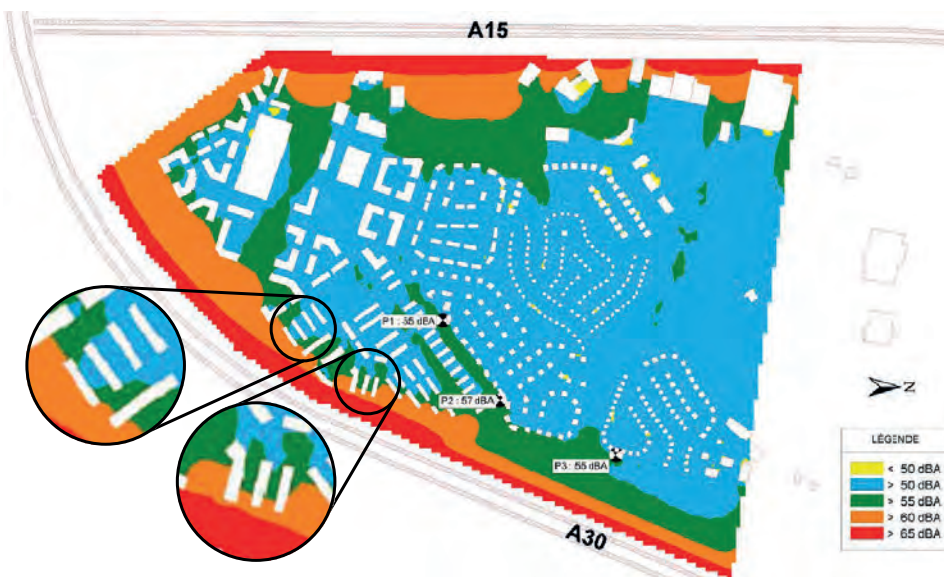 A15
P1 : 55 dBA
P2 : 57 dBA
P3 : 55 dBA
N
A30
LÉGENDE
< 50 dBA
> 50 dBA
> 55 dBA
> 60 dBA
> 65 dBA